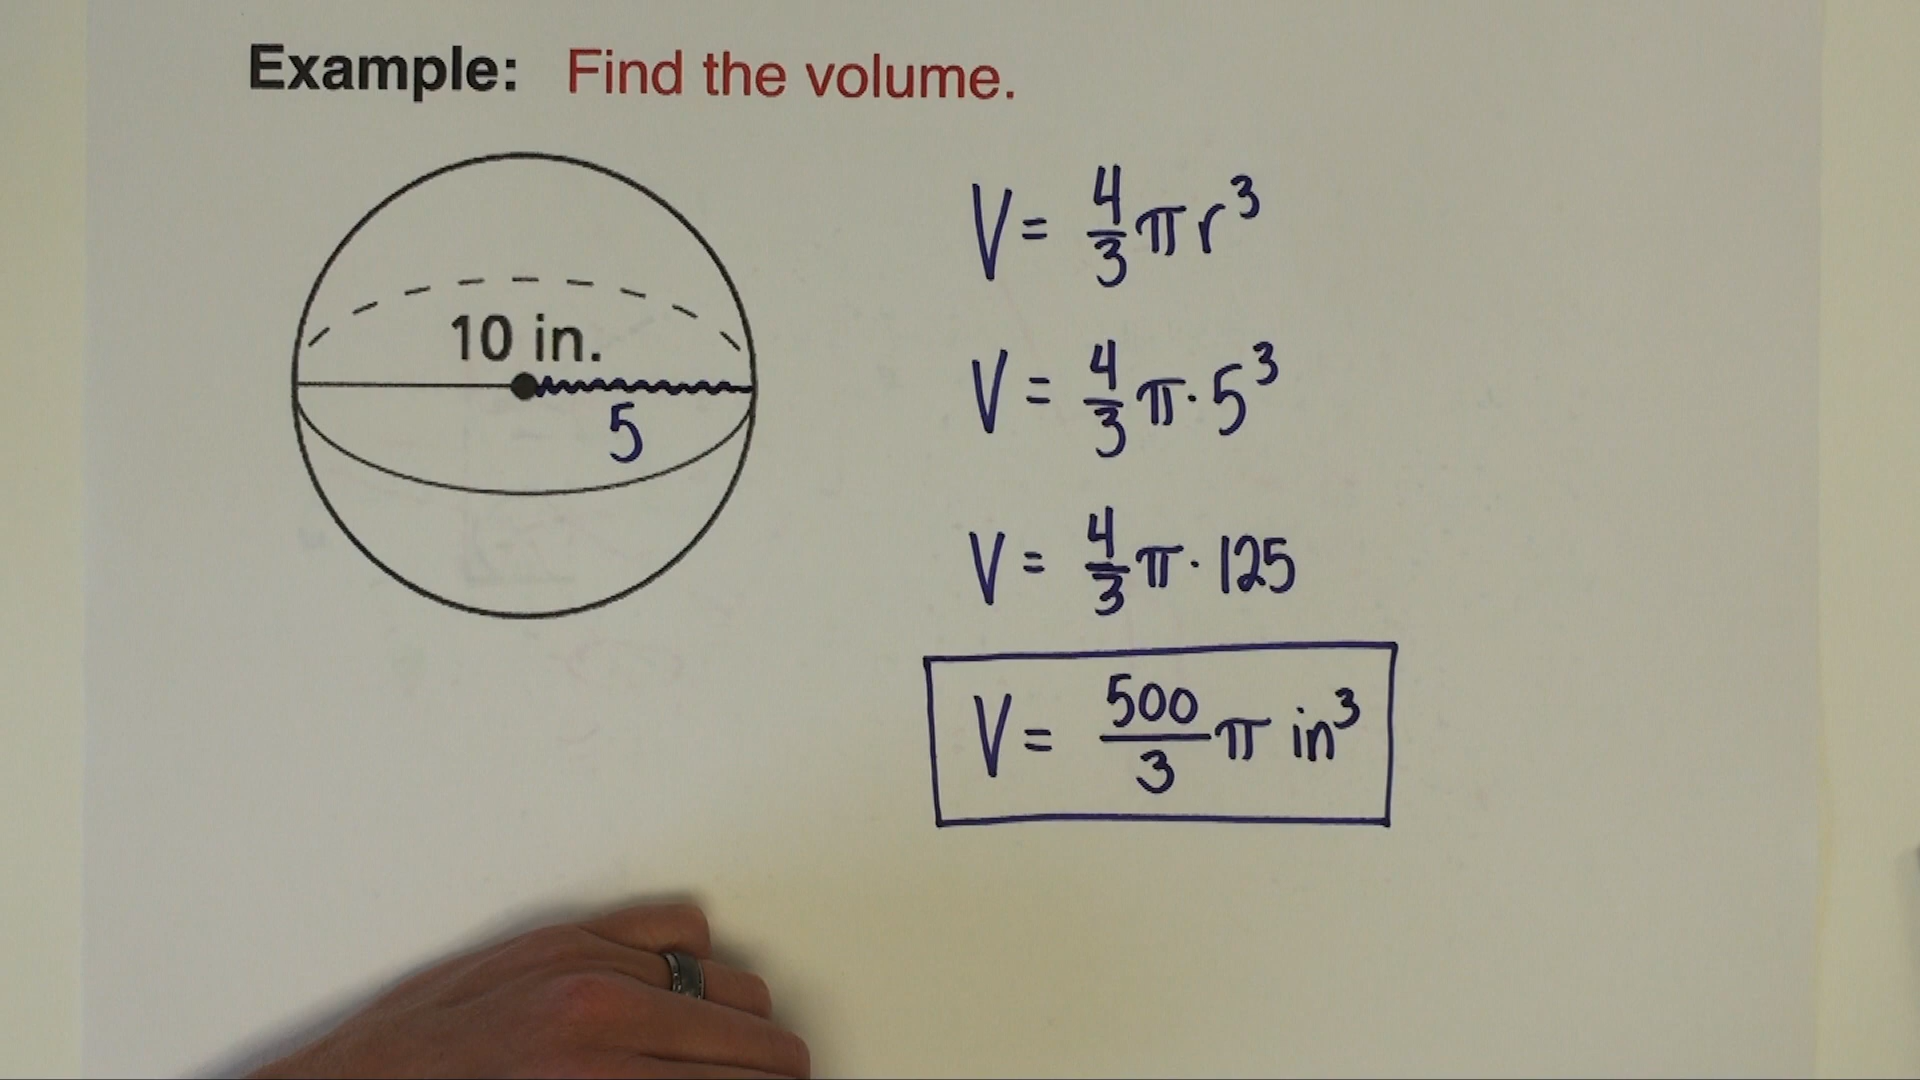 Example: Find the volume.
10 in.
5
V = 4/3 π r³
V = 4/3 π · 5³
V = 4/3 π · 125
V = 500/3 π in³